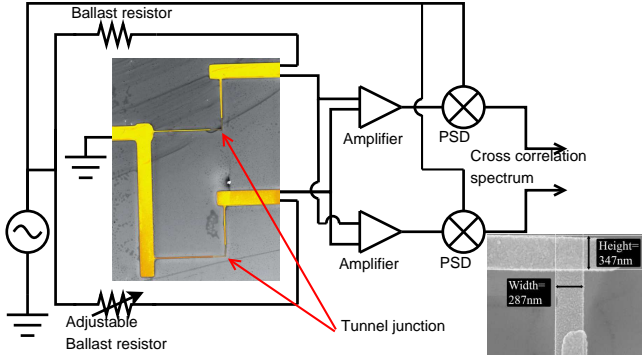 Ballast resistor
Amplifier
PSD
Cross correlation
spectrum
Amplifier
PSD
Height=
347nm
Width=
287nm
Adjustable
Ballast resistor
Tunnel junction